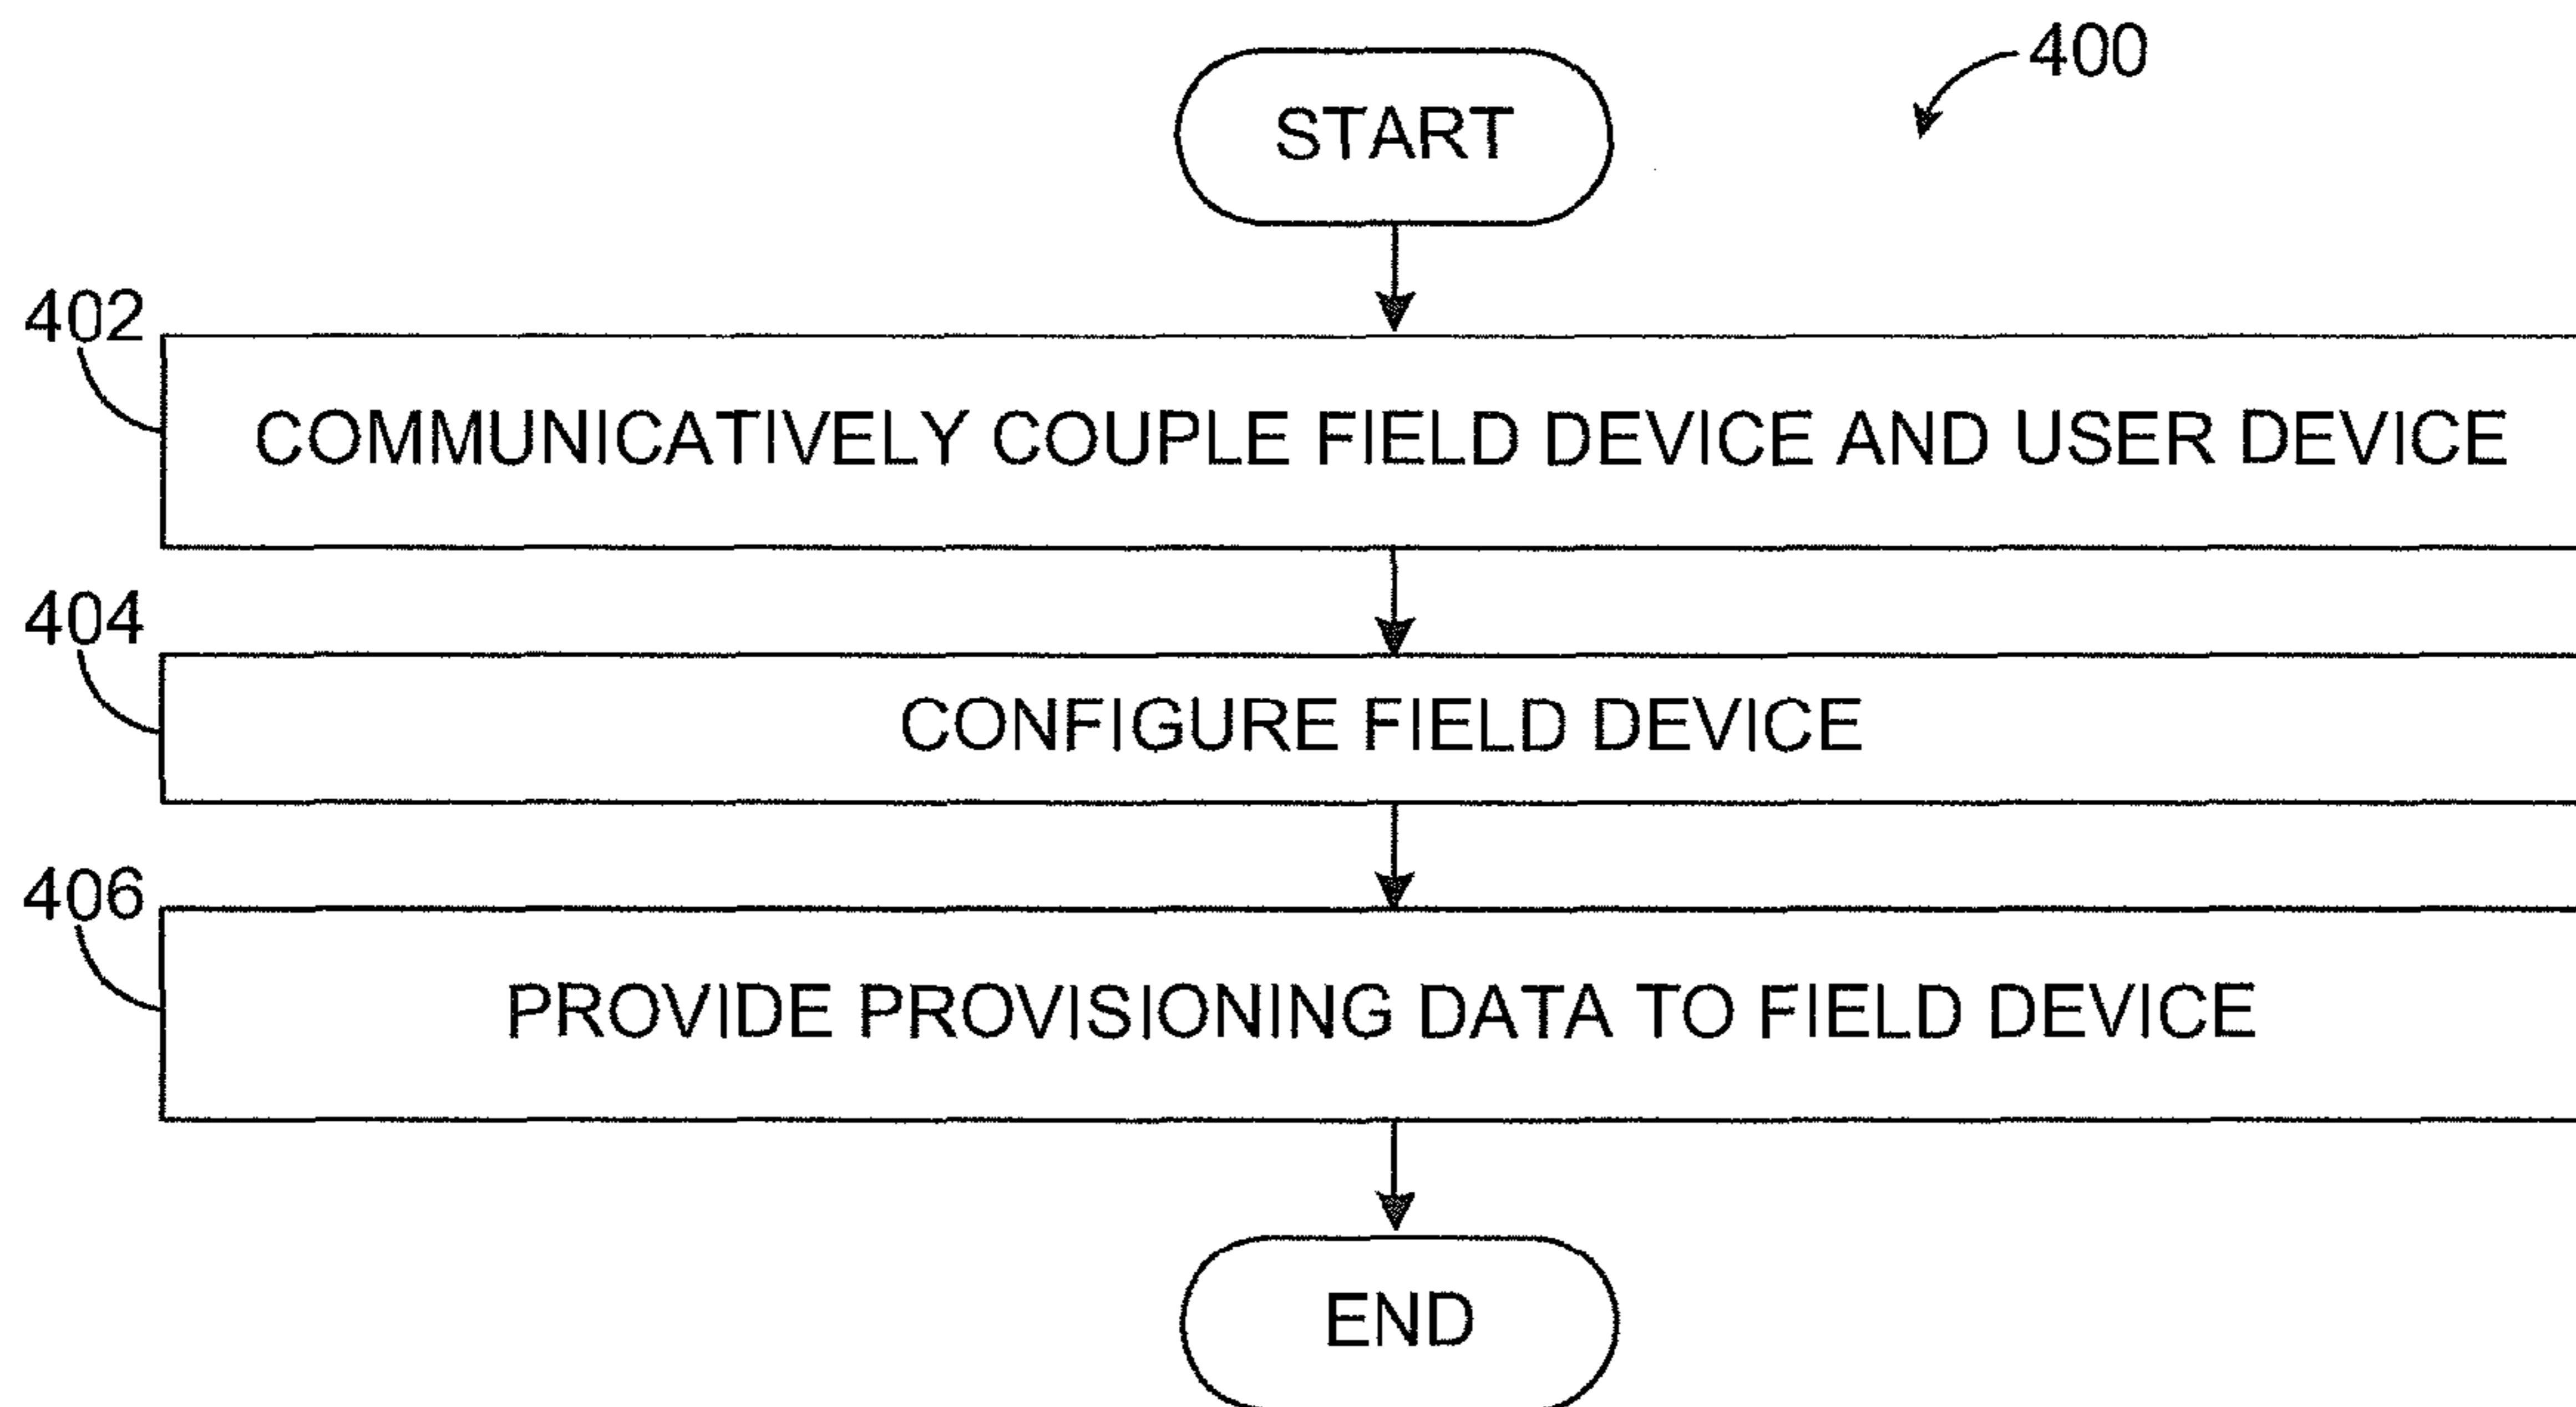 400
START
402
COMMUNICATIVELY COUPLE FIELD DEVICE AND USER DEVICE
404
CONFIGURE FIELD DEVICE
406
PROVIDE PROVISIONING DATA TO FIELD DEVICE
END